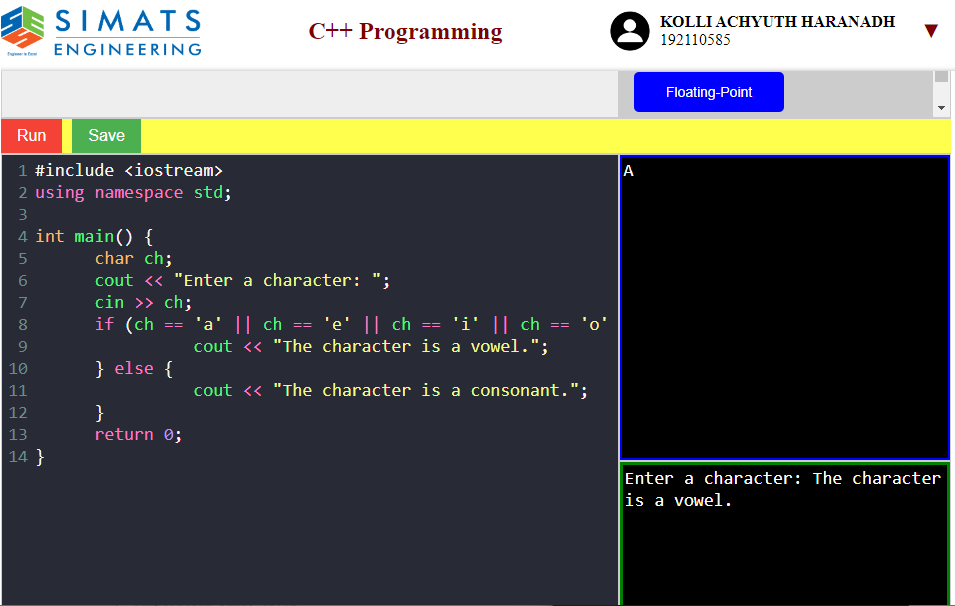 SIMATS
ENGINEERING
Engineer to Excel
C++ Programming
KOLLI ACHYUTH HARANADH
192110585
▼
Floating-Point
Run
Save
1 #include <iostream>
2 using namespace std;
3
4 int main() {
5 char ch;
6 cout << "Enter a character: ";
7 cin >> ch;
8 if (ch == 'a' || ch == 'e' || ch == 'i' || ch == 'o'
9 cout << "The character is a vowel.";
10 } else {
11 cout << "The character is a consonant.";
12 }
13 return 0;
14 }
A
Enter a character: The character
is a vowel.